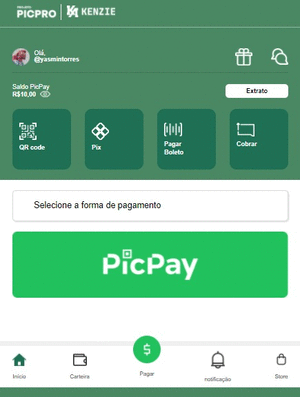 PROJETO
PICPRO KENZIE
Olá,
@yasmintorres
Saldo PicPay
R$10,00
Extrato
QR code
Pix
Pagar
Boleto
Cobrar
Selecione a forma de pagamento
PicPay
$
Início
Carteira
Pagar
notificação
Store